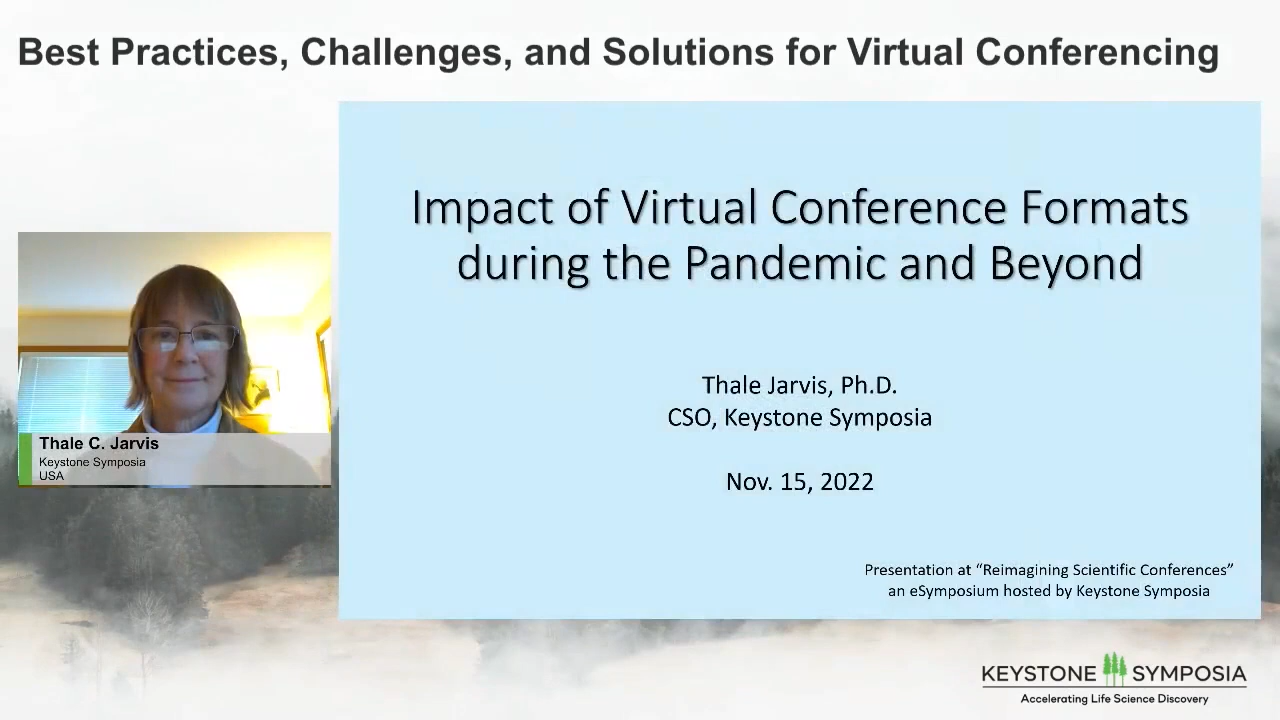 Best Practices, Challenges, and Solutions for Virtual Conferencing
Impact of Virtual Conference Formats
during the Pandemic and Beyond
Thale Jarvis, Ph.D.
CSO, Keystone Symposia
Nov. 15, 2022
Presentation at “Reimagining Scientific Conferences”
an eSymposium hosted by Keystone Symposia
Thale C. Jarvis
Keystone Symposia
USA
KEYSTONE SYMPOSIA
Accelerating Life Science Discovery